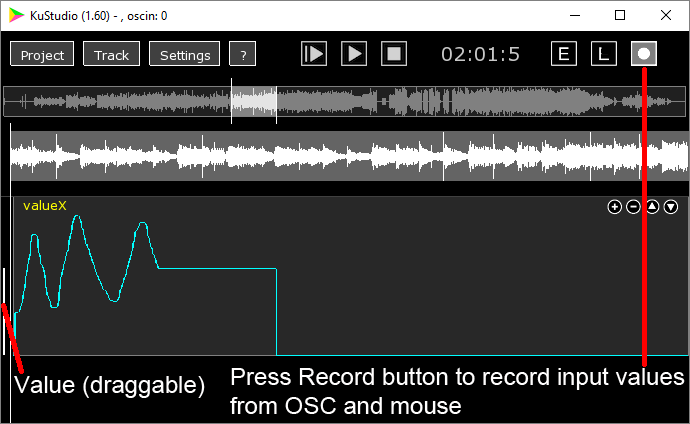 KuStudio (1.60) - , oscin: 0
Project Track Settings ? 02:01:5 E L
valueX
Value (draggable)
Press Record button to record input values
from OSC and mouse